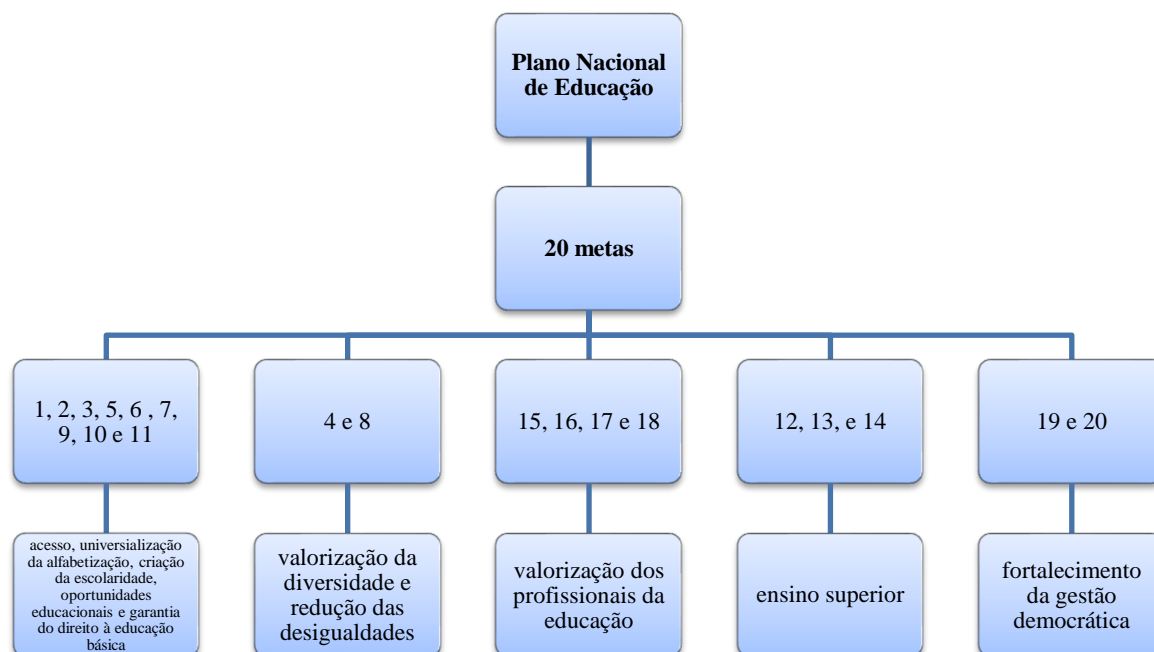 Plano Nacional
de Educação
20 metas
1, 2, 3, 5, 6 , 7,
9, 10 e 11
4 e 8
15, 16, 17 e 18
12, 13, e 14
19 e 20
acesso, universialização
da alfabetização, criação
da escolaridade,
oportunidades
educacionais e garantia
do direito à educação
básica
valorização da
diversidade e
redução das
desigualdades
valorização dos
profissionais da
educação
ensino superior
fortalecimento
da gestão
democrática